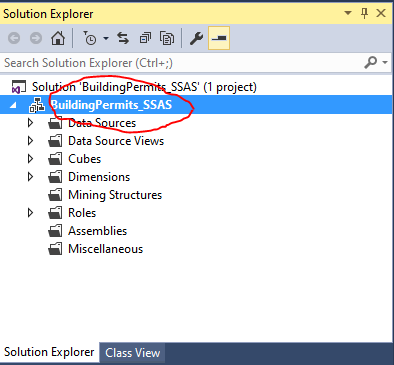 Solution Explorer
Search Solution Explorer (Ctrl+;)
Solution 'BuildingPermits_SSAS' (1 project)
BuildingPermits_SSAS
Data Sources
Data Source Views
Cubes
Dimensions
Mining Structures
Roles
Assemblies
Miscellaneous
Solution Explorer Class View